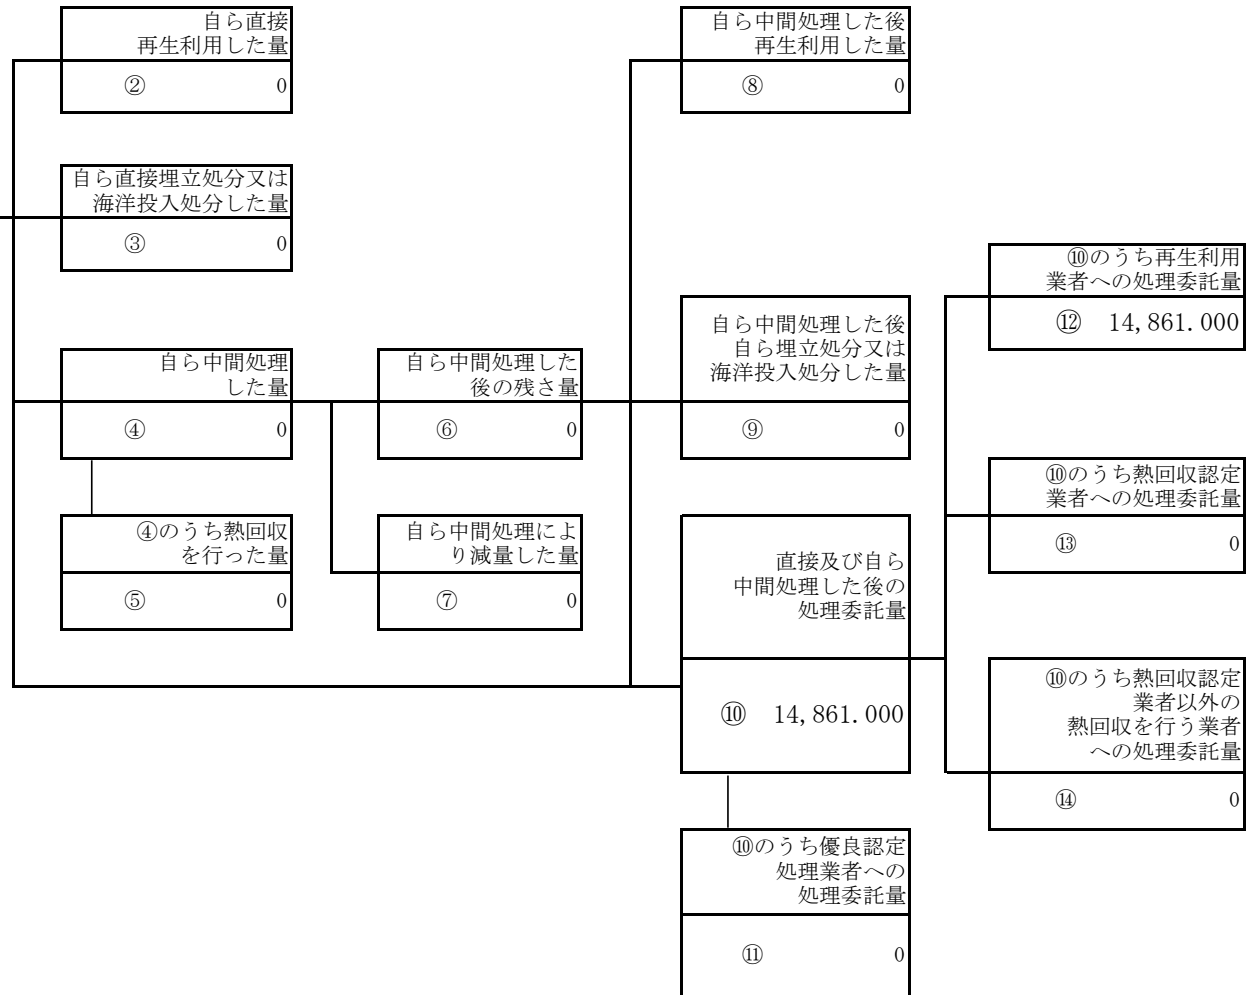 自ら直接
再生利用した量
② 0
自ら直接埋立処分又は
海洋投入処分した量
③ 0
自ら中間処理
した量
④ 0
④のうち熱回収
を行った量
⑤ 0
自ら中間処理した
後の残さ量
⑥ 0
自ら中間処理によ
り減量した量
⑦ 0
自ら中間処理した後
再生利用した量
⑧ 0
自ら中間処理した後
自ら埋立処分又は
海洋投入処分した量
⑨ 0
直接及び自ら
中間処理した後の
処理委託量
⑩ 14,861.000
⑩のうち優良認定
処理業者への
処理委託量
⑪ 0
⑩のうち再生利用
業者への処理委託量
⑫ 14,861.000
⑩のうち熱回収認定
業者への処理委託量
⑬ 0
⑩のうち熱回収認定
業者以外の
熱回収を行う業者
への処理委託量
⑭ 0